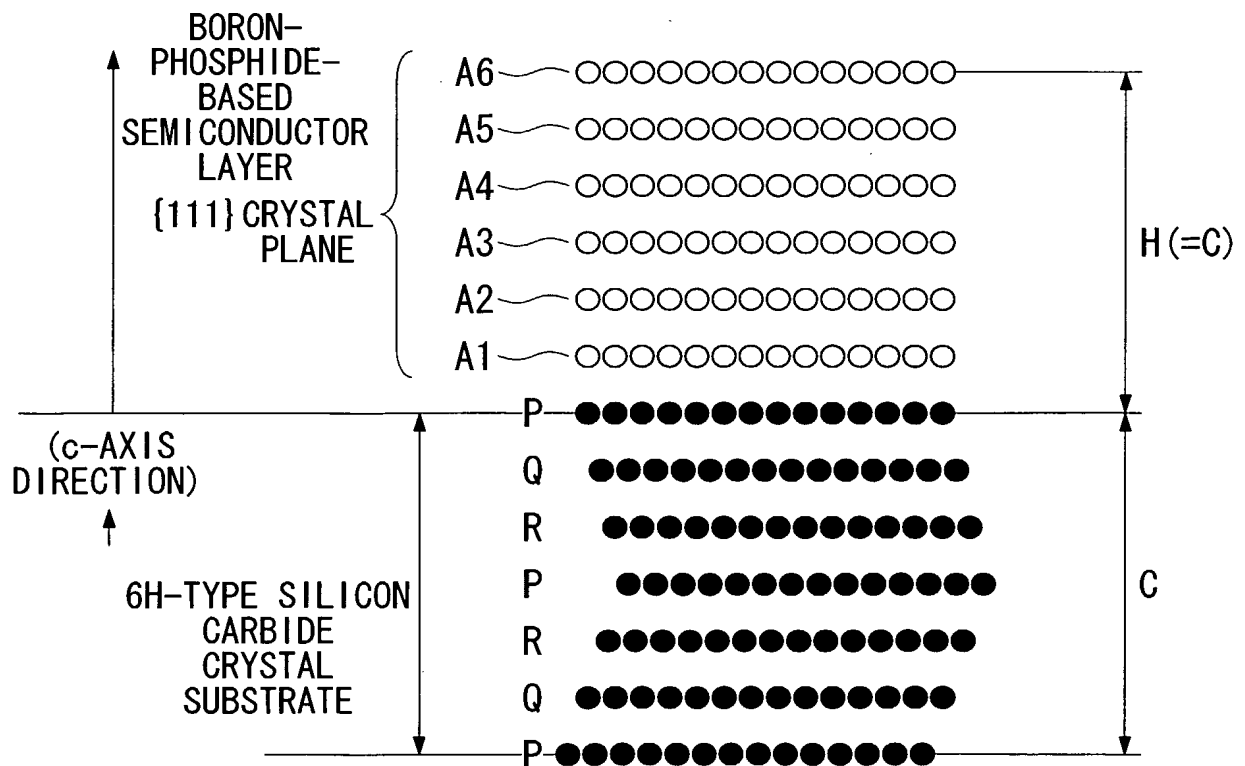 BORON-
PHOSPHIDE-
BASED
SEMICONDUCTOR
LAYER
{111} CRYSTAL
PLANE
A6
A5
A4
A3
A2
A1
H(=C)
P
Q
R
P
R
Q
P
C
(c-AXIS
DIRECTION)
6H-TYPE SILICON
CARBIDE
CRYSTAL
SUBSTRATE